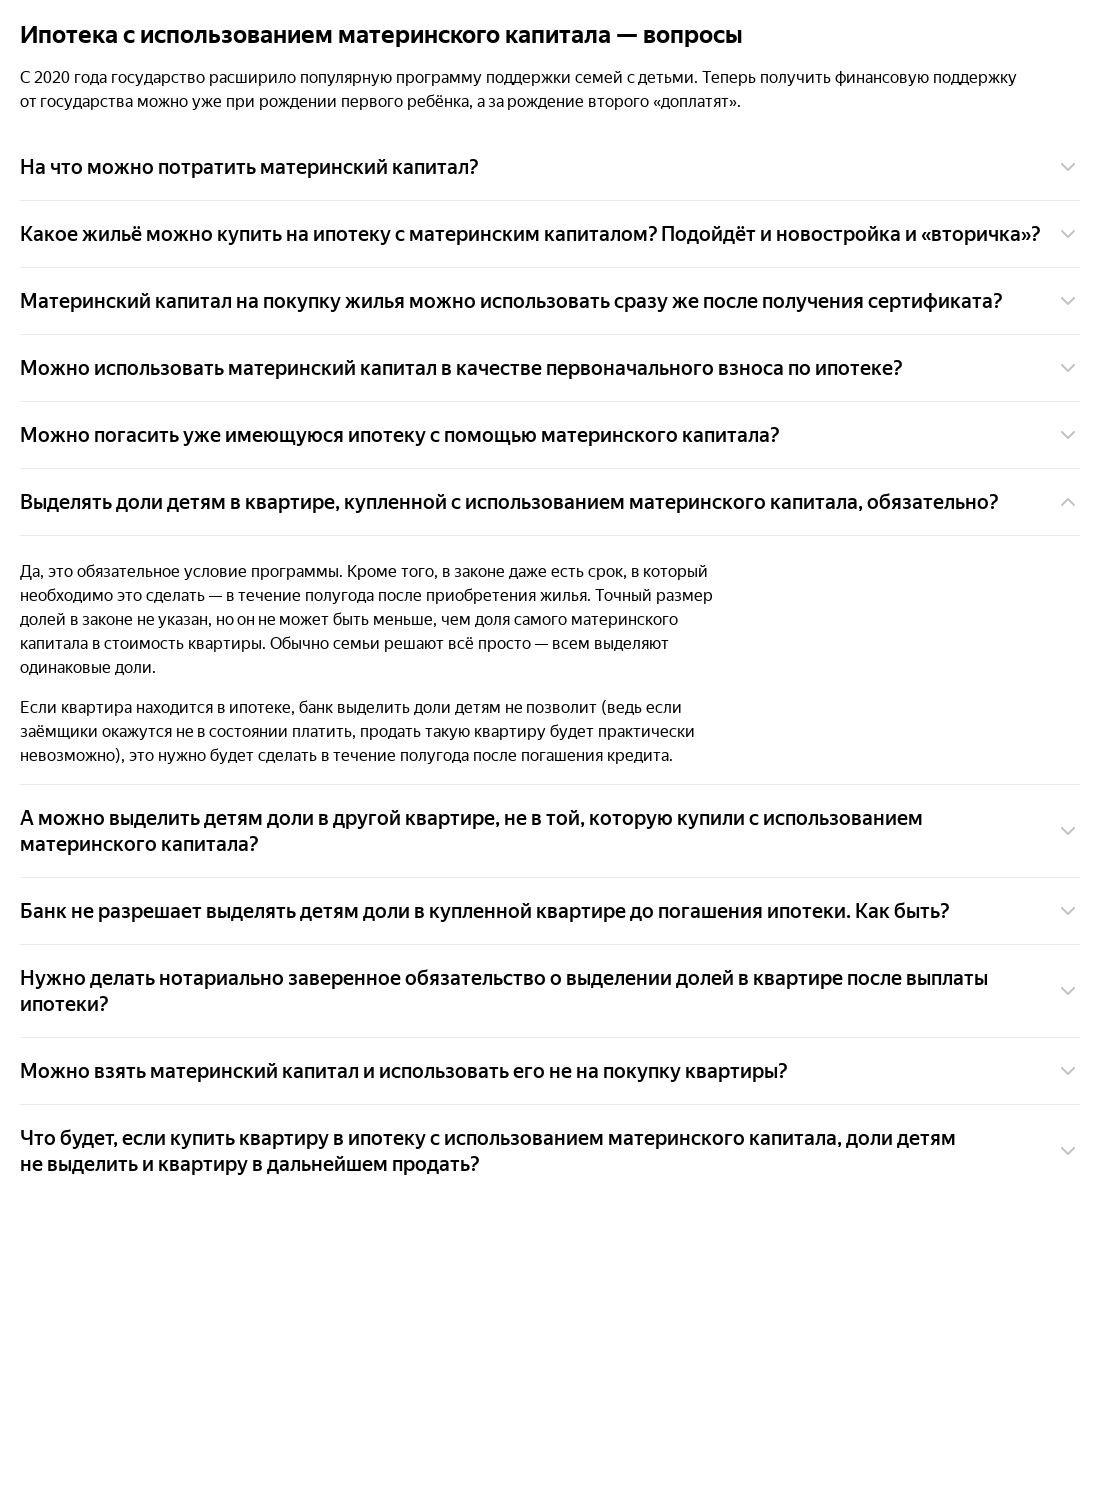 Ипотека с использованием материнского капитала — вопросы
С 2020 года государство расширило популярную программу поддержки семей с детьми. Теперь получить финансовую поддержку
от государства можно уже при рождении первого ребёнка, а за рождение второго «доплатят».
На что можно потратить материнский капитал?
Какое жильё можно купить на ипотеку с материнским капиталом? Подойдёт и новостройка и «вторичка»?
Материнский капитал на покупку жилья можно использовать сразу же после получения сертификата?
Можно использовать материнский капитал в качестве первоначального взноса по ипотеке?
Можно погасить уже имеющуюся ипотеку с помощью материнского капитала?
Выделять доли детям в квартире, купленной с использованием материнского капитала, обязательно?
Да, это обязательное условие программы. Кроме того, в законе даже есть срок, в который
необходимо это сделать — в течение полугода после приобретения жилья. Точный размер
долей в законе не указан, но он не может быть меньше, чем доля самого материнского
капитала в стоимость квартиры. Обычно семьи решают всё просто — всем выделяют
одинаковые доли.
Если квартира находится в ипотеке, банк выделить доли детям не позволит (ведь если
заёмщики окажутся не в состоянии платить, продать такую квартиру будет практически
невозможно), это нужно будет сделать в течение полугода после погашения кредита.
А можно выделить детям доли в другой квартире, не в той, которую купили с использованием
материнского капитала?
Банк не разрешает выделять детям доли в купленной квартире до погашения ипотеки. Как быть?
Нужно делать нотариально заверенное обязательство о выделении долей в квартире после выплаты
ипотеки?
Можно взять материнский капитал и использовать его не на покупку квартиры?
Что будет, если купить квартиру в ипотеку с использованием материнского капитала, доли детям
не выделить и квартиру в дальнейшем продать?